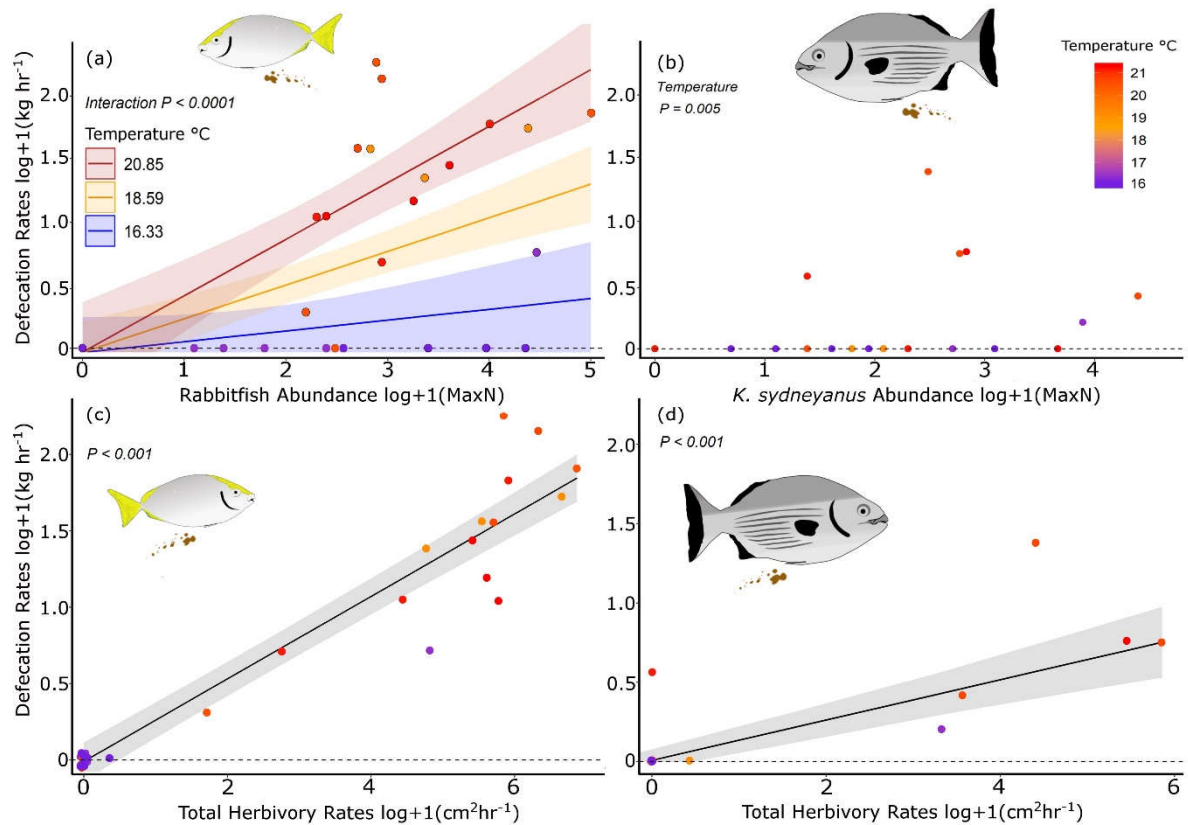 (a)
Interaction P < 0.0001
Temperature °C
20.85
18.59
16.33
Defecation Rates log+1(kg hr⁻¹)
2.0
1.5
1.0
0.5
0
0 1 2 3 4 5
Rabbitfish Abundance log+1(MaxN)
(b)
Temperature
P = 0.005
Temperature °C
21
20
19
18
17
16
2.0
1.5
1.0
0.5
0
0 1 2 3 4
K. sydneyanus Abundance log+1(MaxN)
(c)
P < 0.001
Defecation Rates log+1(kg hr⁻¹)
2.0
1.5
1.0
0.5
0
0 2 4 6
Total Herbivory Rates log+1(cm²hr⁻¹)
(d)
P < 0.001
2.0
1.5
1.0
0.5
0
0 2 4 6
Total Herbivory Rates log+1(cm²hr⁻¹)